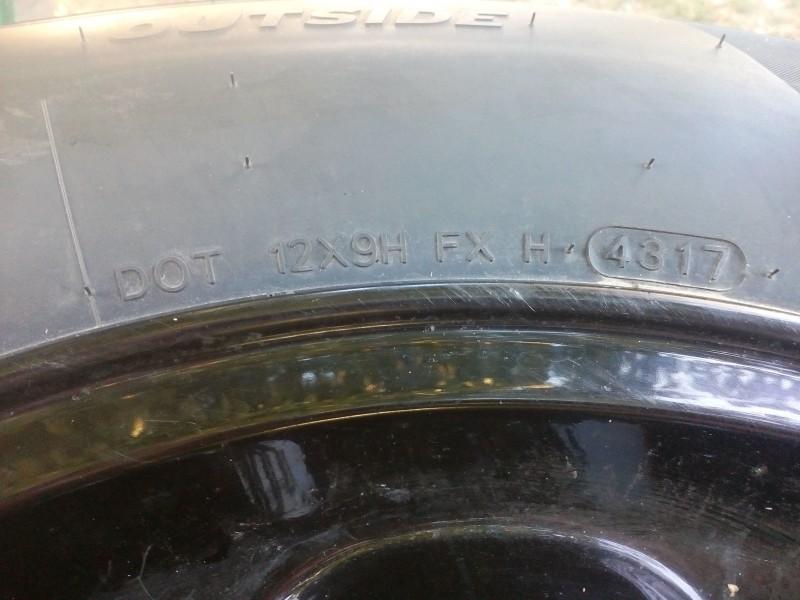 OUTSIDE
DOT 12X9H FX H 4317